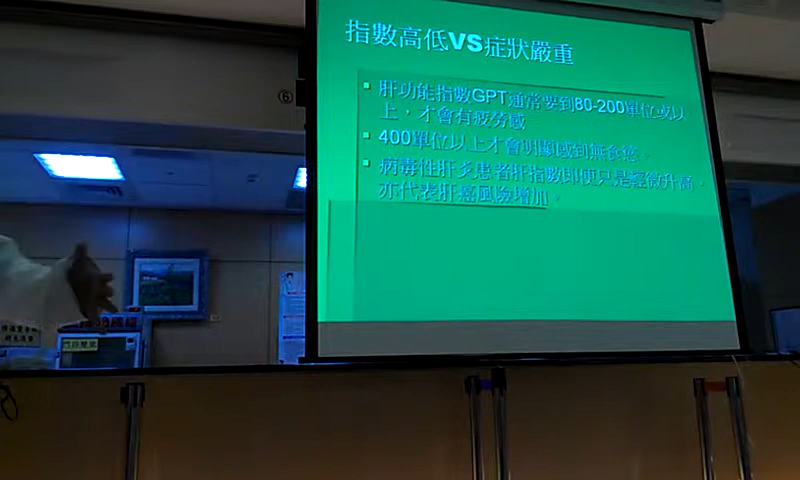 指數高低VS症狀嚴重
肝功能指數GPT通常要到80-200單位或以
上，才會有疲勞感
400單位以上才會明顯感到無食慾。
病毒性肝炎患者肝指數即便只是輕微升高，
亦代表肝癌風險增加。
⑥